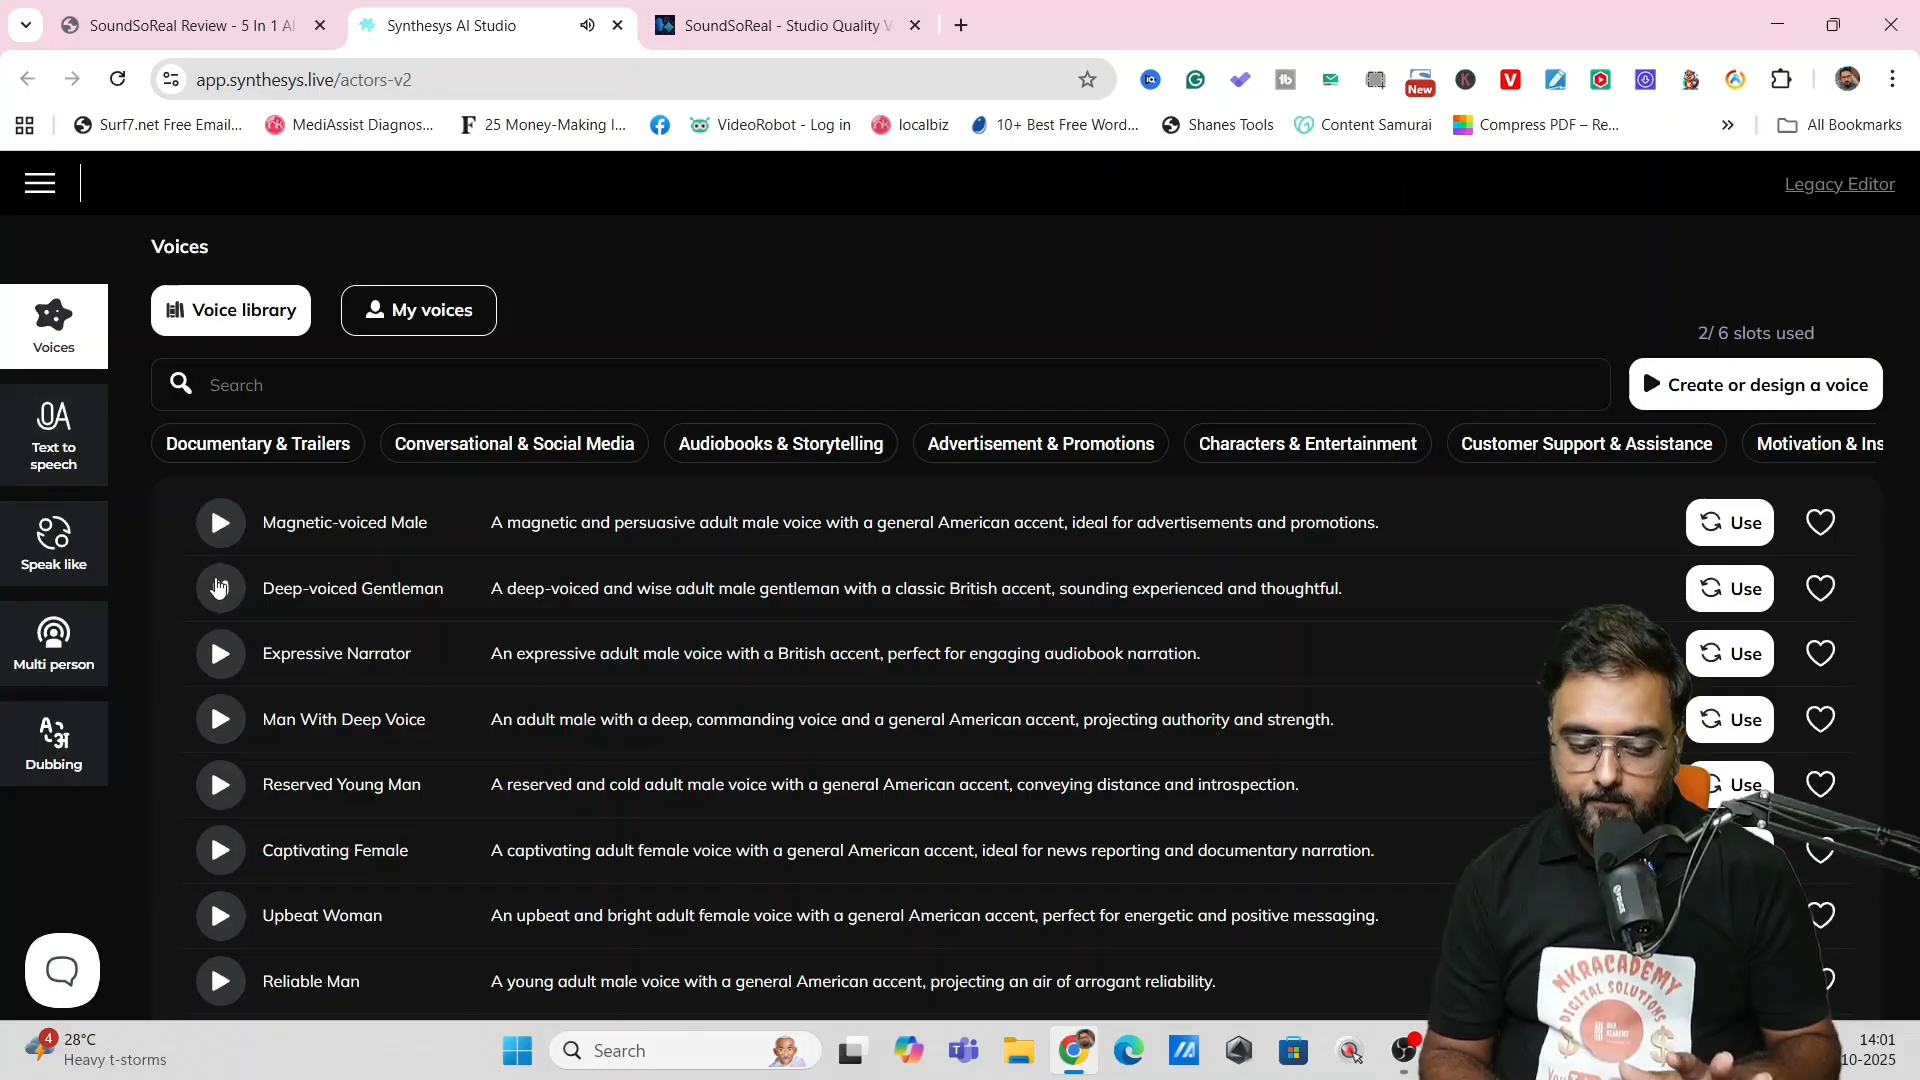 SoundSoReal Review - 5 In 1 AI
Synthesys AI Studio
SoundSoReal - Studio Quality V
app.synthesys.live/actors-v2
New
Surf7.net Free Email...
MediAssist Diagnos...
25 Money-Making I...
VideoRobot - Log in
localbiz
10+ Best Free Word...
Shanes Tools
Content Samurai
Compress PDF – Re...
All Bookmarks
Legacy Editor
Voices
Voice library
My voices
2/ 6 slots used
Search
Create or design a voice
Documentary & Trailers
Conversational & Social Media
Audiobooks & Storytelling
Advertisement & Promotions
Characters & Entertainment
Customer Support & Assistance
Motivation & Ins
Voices
Text to
speech
Speak like
Multi person
Dubbing
Magnetic-voiced Male
A magnetic and persuasive adult male voice with a general American accent, ideal for advertisements and promotions.
Use
Deep-voiced Gentleman
A deep-voiced and wise adult male gentleman with a classic British accent, sounding experienced and thoughtful.
Use
Expressive Narrator
An expressive adult male voice with a British accent, perfect for engaging audiobook narration.
Use
Man With Deep Voice
An adult male with a deep, commanding voice and a general American accent, projecting authority and strength.
Use
Reserved Young Man
A reserved and cold adult male voice with a general American accent, conveying distance and introspection.
Use
Captivating Female
A captivating adult female voice with a general American accent, ideal for news reporting and documentary narration.
Upbeat Woman
An upbeat and bright adult female voice with a general American accent, perfect for energetic and positive messaging.
Reliable Man
A young adult male voice with a general American accent, projecting an air of arrogant reliability.
NKRACADEMY
DIGITAL SOLUTIONS
4
28°C
Heavy t-storms
Search
14:01
10-2025